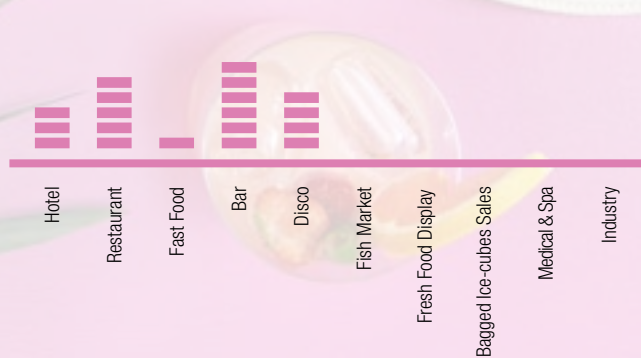 Hotel
Restaurant
Fast Food
Bar
Disco
Fish Market
Fresh Food Display
Bagged Ice-cubes Sales
Medical & Spa
Industry